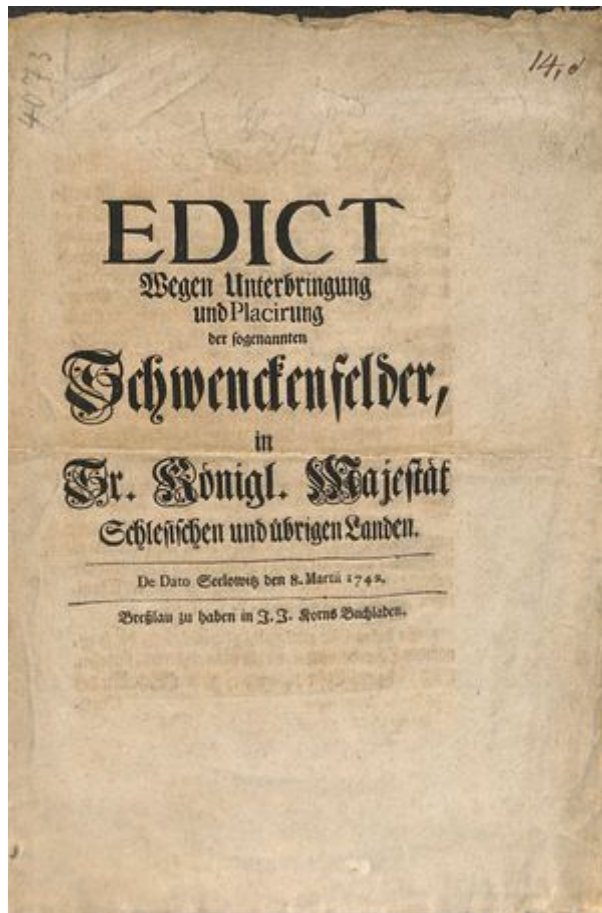 4073
14,
EDICT
Wegen Unterbringung
und Placirung
der sogenannten
Schwenckenfelder,
in
Sr. Königl. Majestät
Schlesischen und übrigen Landen.
De Dato Seelowitz den 8. Martii 1742.
Breßlau zu haben in J. J. Korns Buchladen.